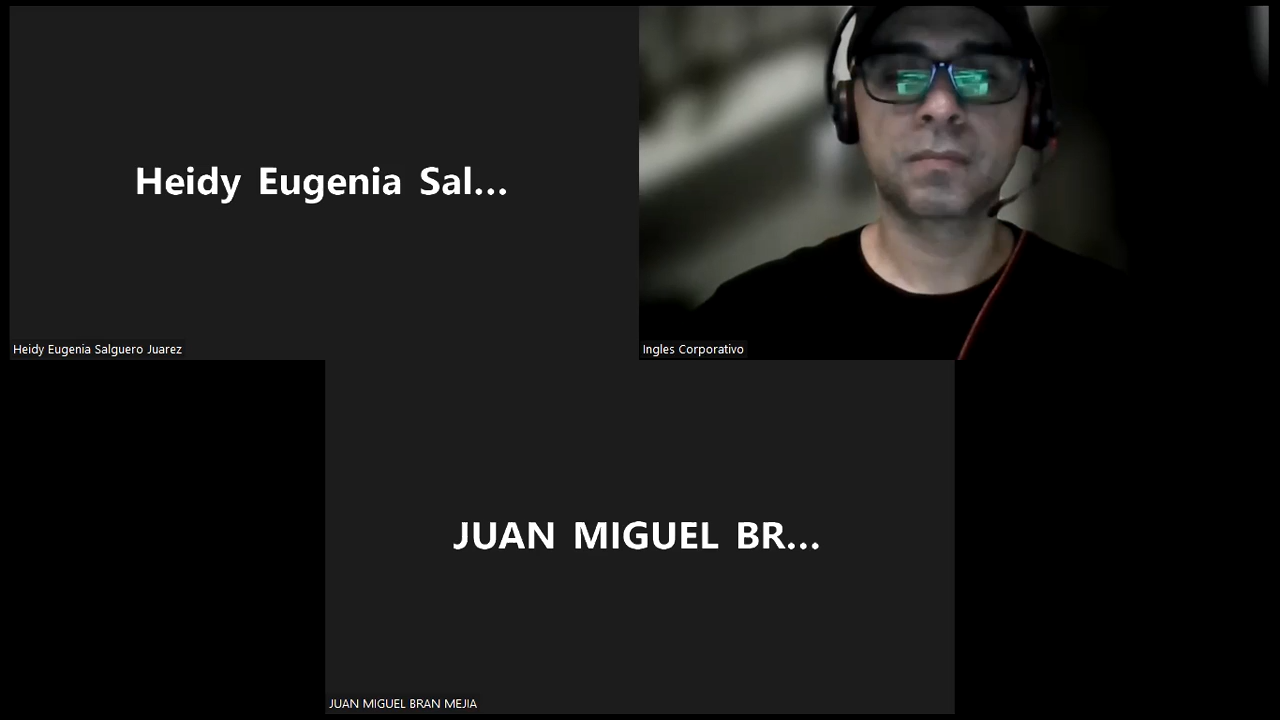 Heidy Eugenia Sal...
Heidy Eugenia Salguero Juarez
Ingles Corporativo
JUAN MIGUEL BR...
JUAN MIGUEL BRAN MEJIA